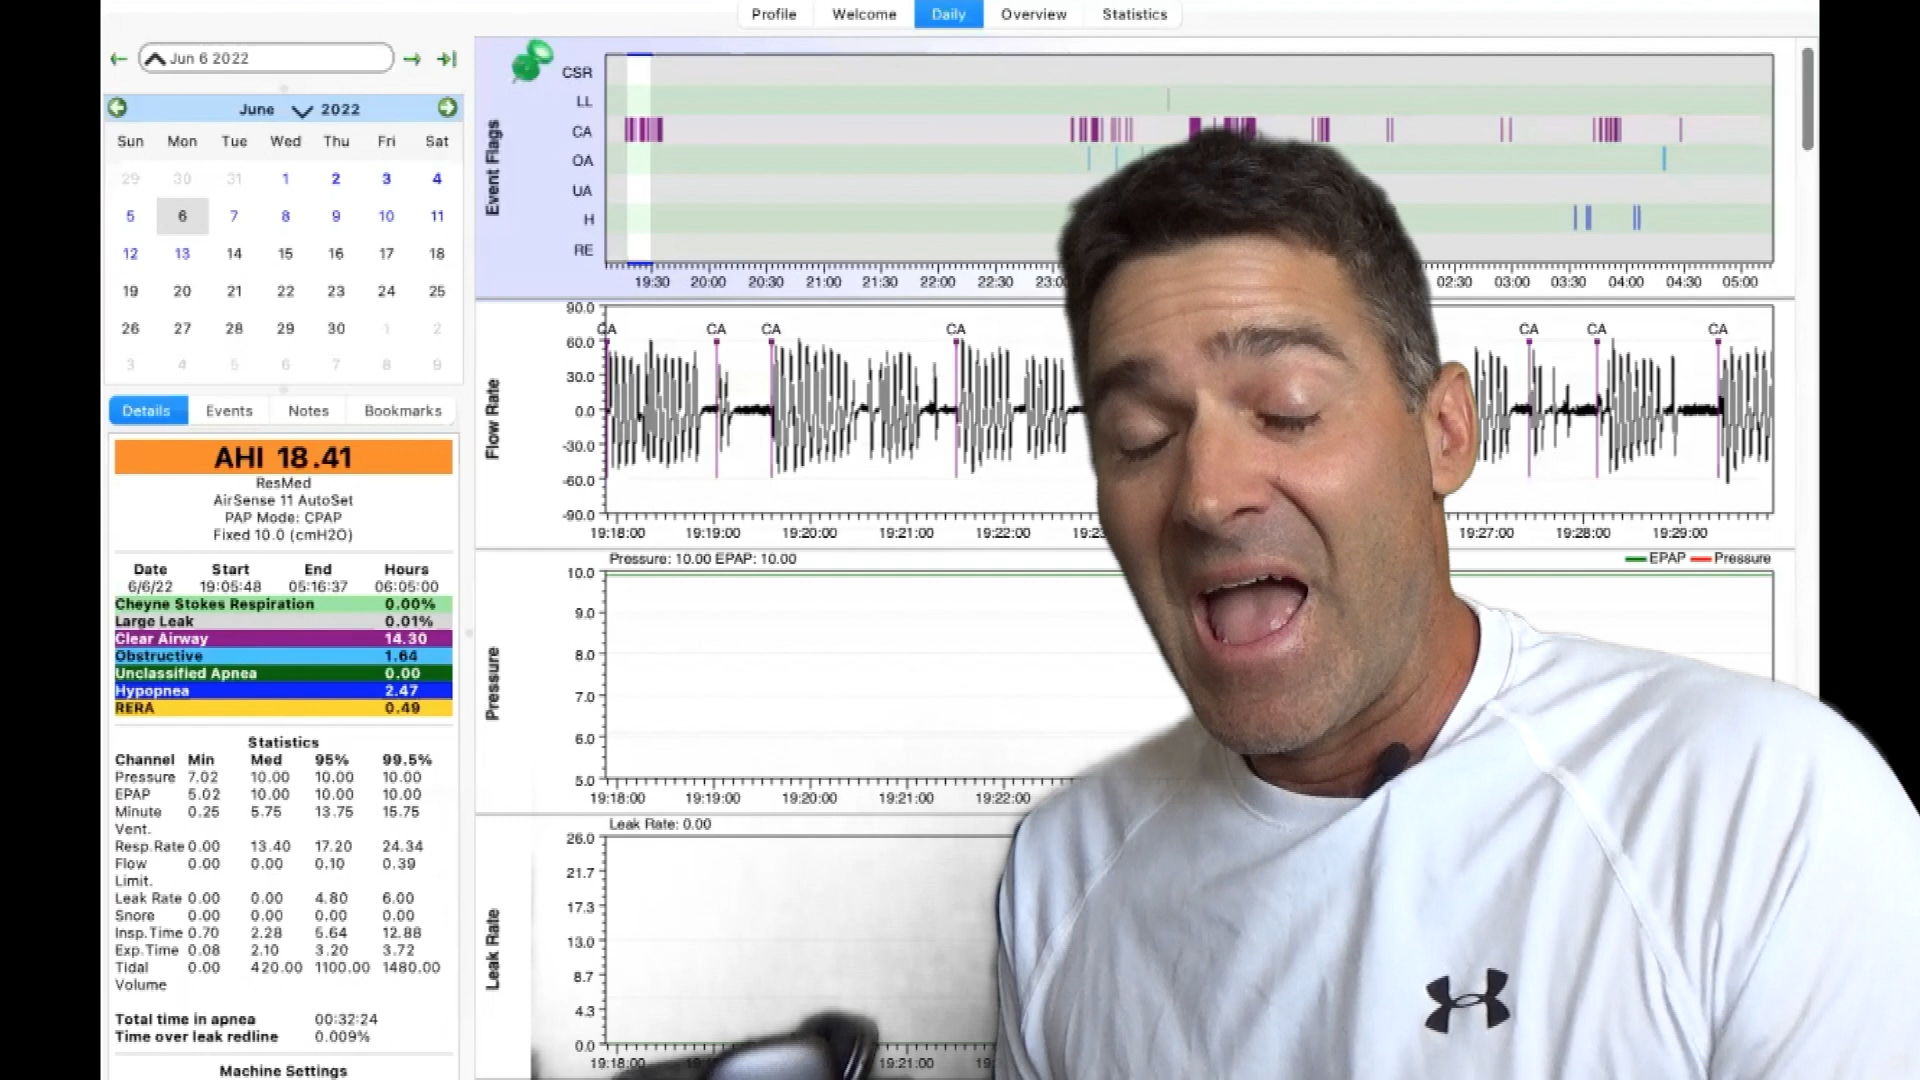 Profile Welcome Daily Overview Statistics
Jun 6 2022
June 2022
Sun Mon Tue Wed Thu Fri Sat
29 30 31 1 2 3 4
5 6 7 8 9 10 11
12 13 14 15 16 17 18
19 20 21 22 23 24 25
26 27 28 29 30 1 2
3 4 5 6 7 8 9
Details Events Notes Bookmarks
AHI 18.41
ResMed
AirSense 11 AutoSet
PAP Mode: CPAP
Fixed 10.0 (cmH2O)
Date Start End Hours
6/6/22 19:05:48 05:16:37 06:05:00
Cheyne Stokes Respiration 0.00%
Large Leak 0.01%
Clear Airway 14.30
Obstructive 1.64
Unclassified Apnea 0.00
Hypopnea 2.47
RERA 0.49
Statistics
Channel Min Med 95% 99.5%
Pressure 7.02 10.00 10.00 10.00
EPAP 5.02 10.00 10.00 10.00
Minute 0.25 5.75 13.75 15.75
Vent.
Resp.Rate 0.00 13.40 17.20 24.34
Flow 0.00 0.00 0.10 0.39
Limit.
Leak Rate 0.00 0.00 4.80 6.00
Snore 0.00 0.00 0.00 0.00
Insp.Time 0.70 2.28 5.64 12.88
Exp.Time 0.08 2.10 3.20 3.72
Tidal 0.00 420.00 1100.00 1480.00
Volume
Total time in apnea 00:32:24
Time over leak redline 0.009%
Machine Settings
Event Flags
CSR
LL
CA
OA
UA
H
RE
19:30 20:00 20:30 21:00 21:30 22:00 22:30 23:00 02:30 03:00 03:30 04:00 04:30 05:00
Flow Rate
90.0
CA CA CA CA CA CA CA
60.0
30.0
0.0
-30.0
-60.0
-90.0
19:18:00 19:19:00 19:20:00 19:21:00 19:22:00 19:27:00 19:28:00 19:29:00
Pressure: 10.00 EPAP: 10.00 EPAP Pressure
Pressure
10.0
9.0
8.0
7.0
6.0
5.0
19:18:00 19:19:00 19:20:00 19:21:00 19:22:00
Leak Rate: 0.00
Leak Rate
26.0
21.7
17.3
13.0
8.7
4.3
0.0
19:18:00 19:21:00